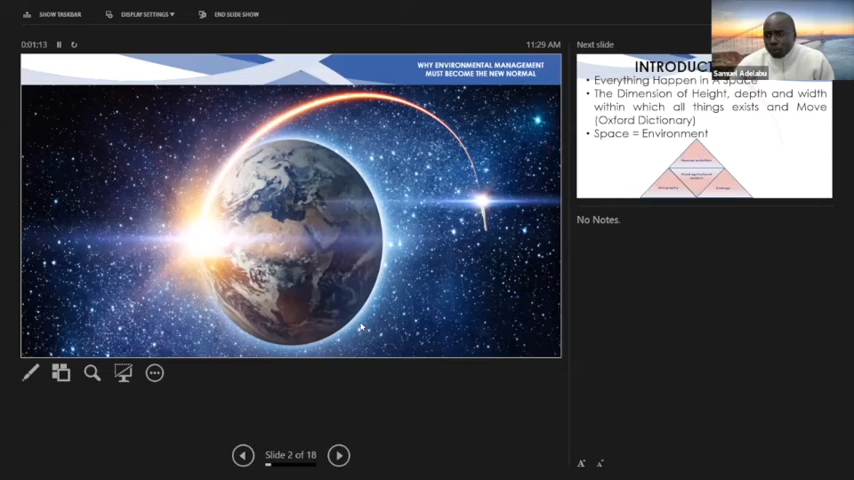 SHOW TASKBAR
DISPLAY SETTINGS
END SLIDE SHOW
0:01:13
11:29 AM
Next slide
WHY ENVIRONMENTAL MANAGEMENT
MUST BECOME THE NEW NORMAL
Samuel Adelabu
INTRODUCT
• Everything Happen in A Space
• The Dimension of Height, depth and width
within which all things exists and Move
(Oxford Dictionary)
• Space = Environment
No Notes.
Slide 2 of 18
A A